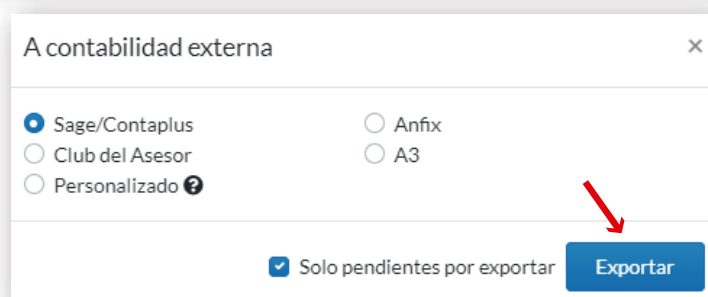 A contabilidad externa
Sage/Contaplus
Anfix
Club del Asesor
A3
Personalizado
Solo pendientes por exportar
Exportar